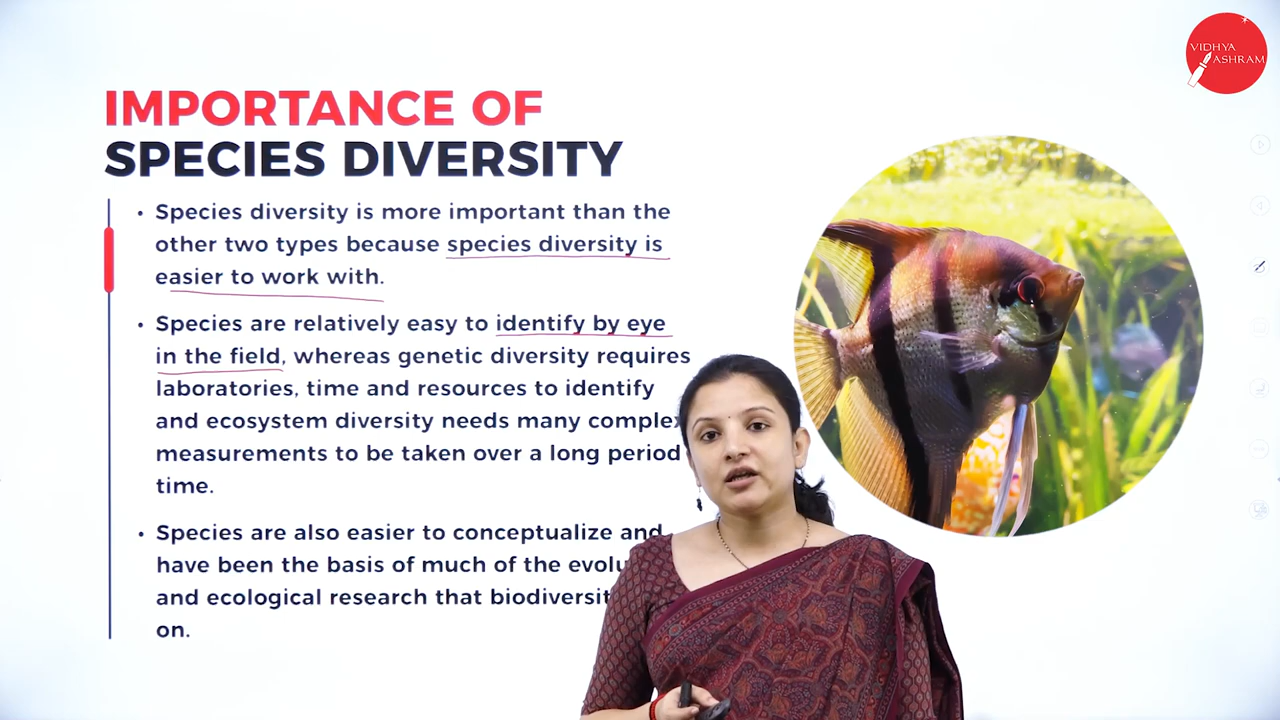 VIDHYA
ASHRAM
IMPORTANCE OF
SPECIES DIVERSITY
• Species diversity is more important than the
other two types because species diversity is
easier to work with.
• Species are relatively easy to identify by eye
in the field, whereas genetic diversity requires
laboratories, time and resources to identify
and ecosystem diversity needs many complex
measurements to be taken over a long period
time.
• Species are also easier to conceptualize and
have been the basis of much of the
and ecological research that
on.